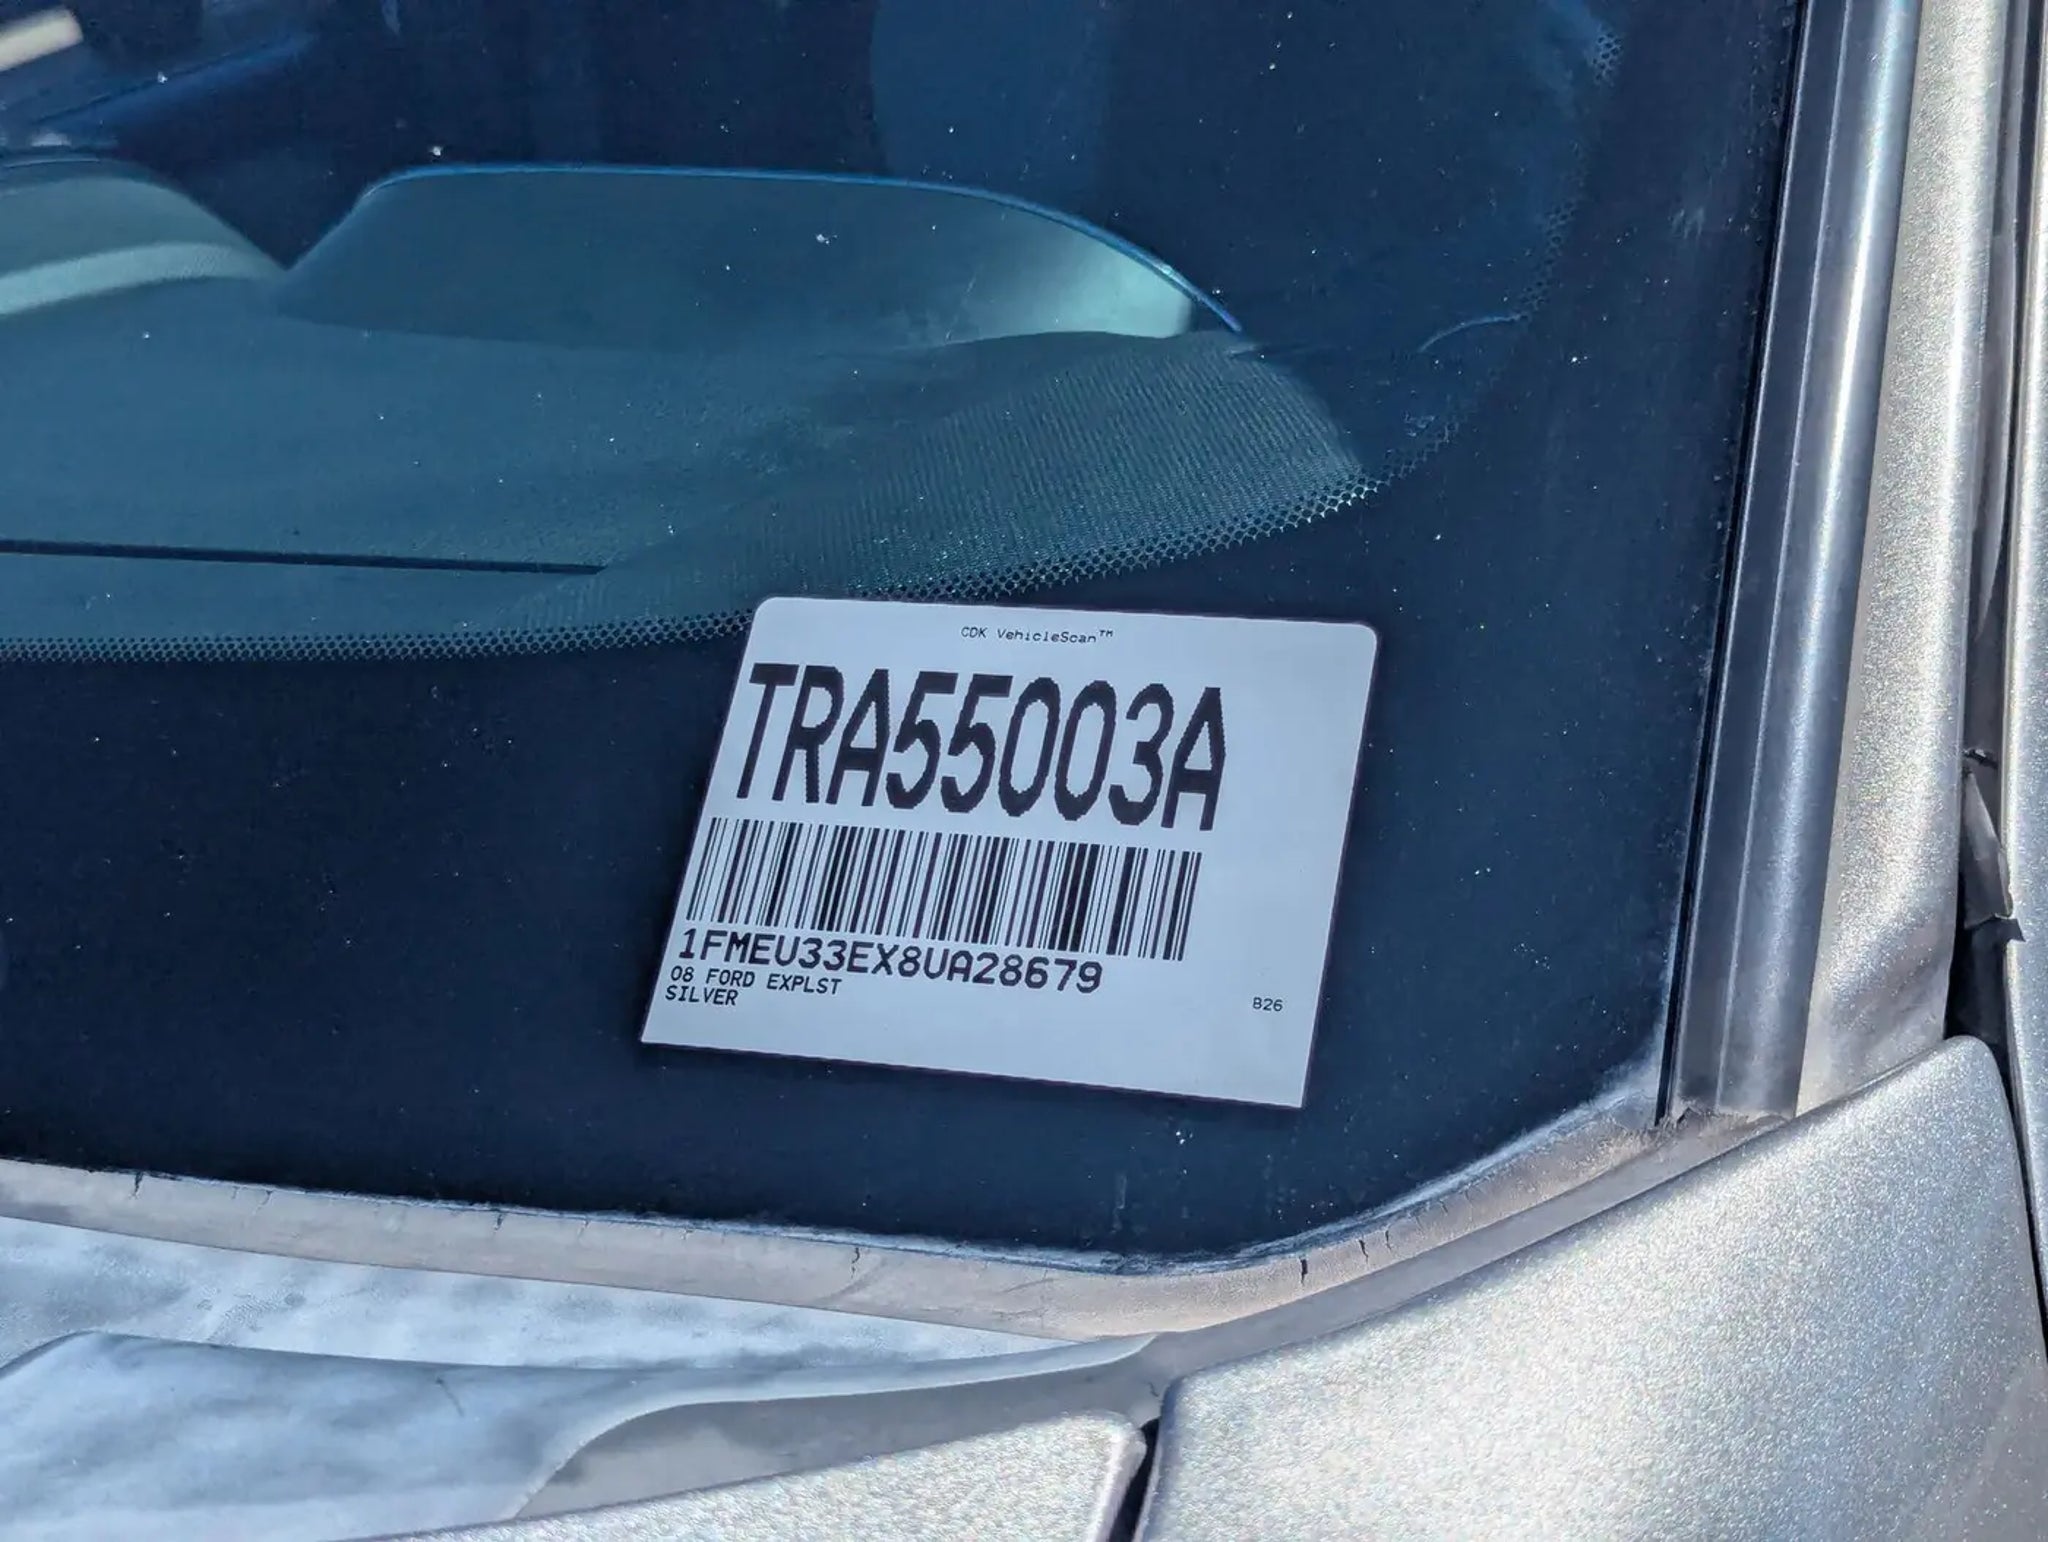 CDK VehicleScan™
TRA55003A
1FMEU33EX8UA28679
08 FORD EXPLST
SILVER
B26